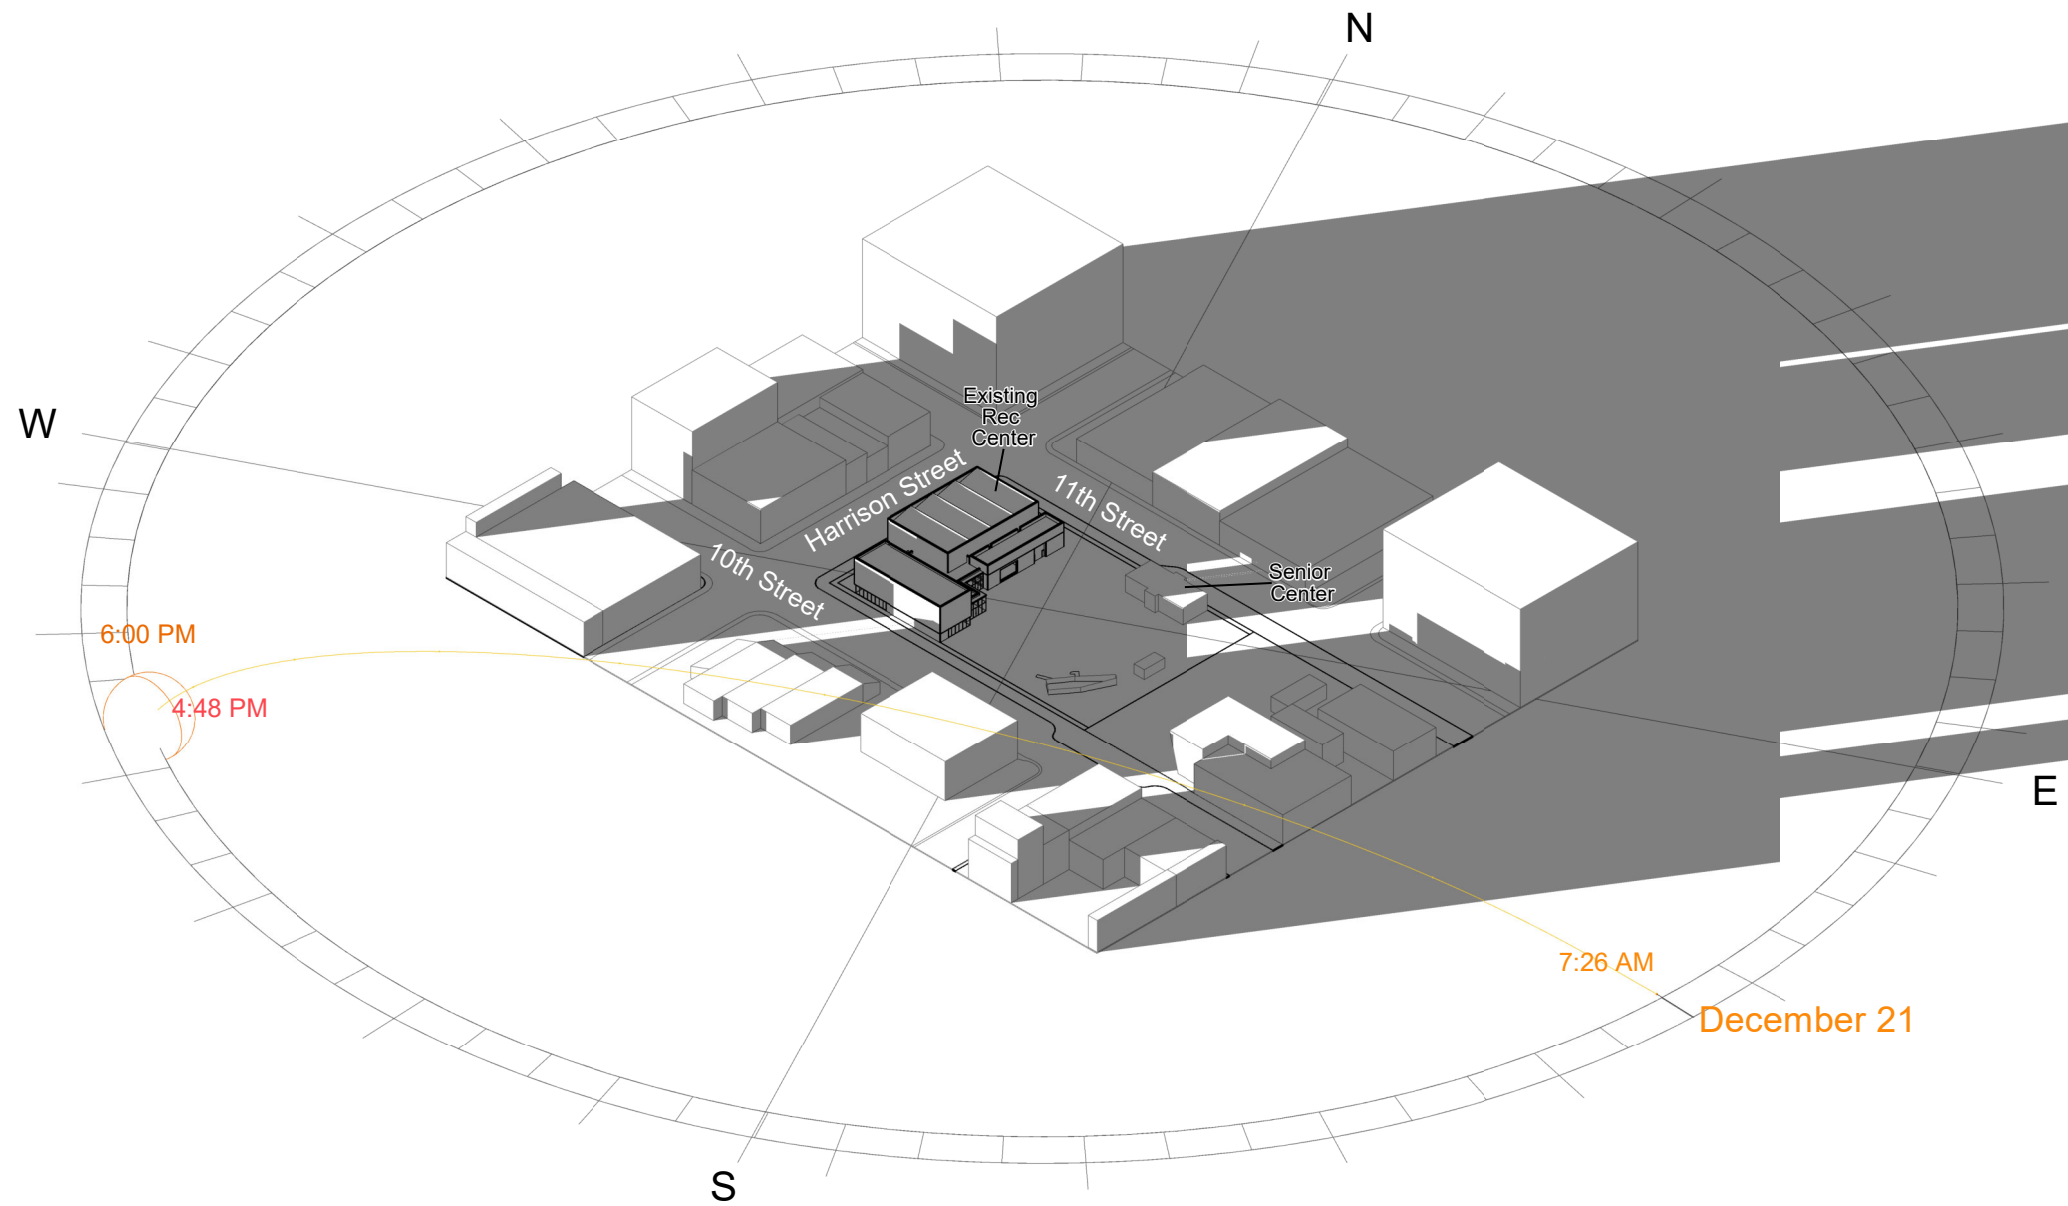 N
Existing
Rec
Center
W
Harrison Street
11th Street
10th Street
Senior
Center
6:00 PM
4:48 PM
E
7:26 AM
December 21
S